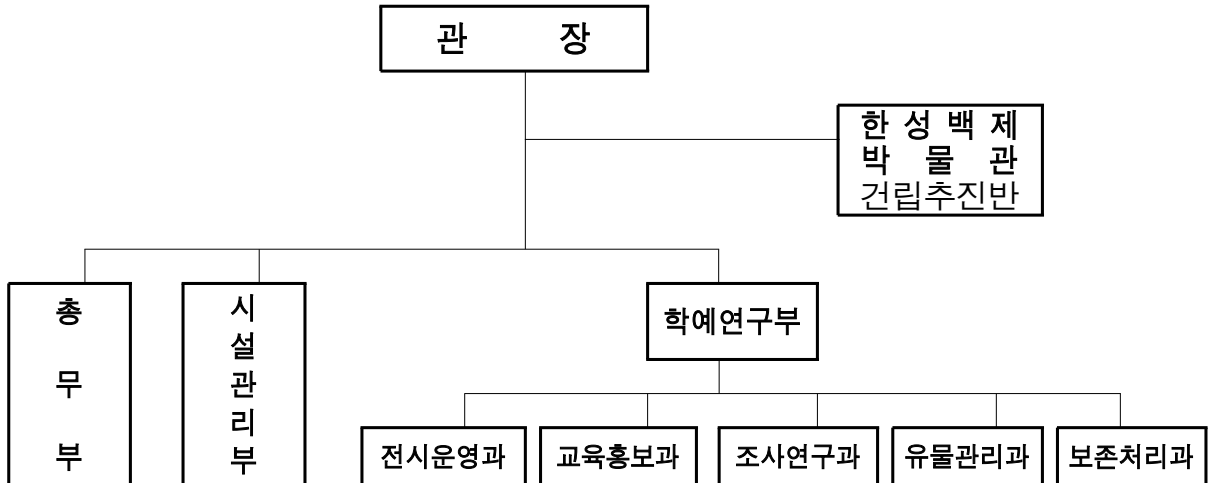 관 장
한 성 백 제
박 물 관
건립추진반
총
무
부
시
설
관
리
부
학예연구부
전시운영과
교육홍보과
조사연구과
유물관리과
보존처리과